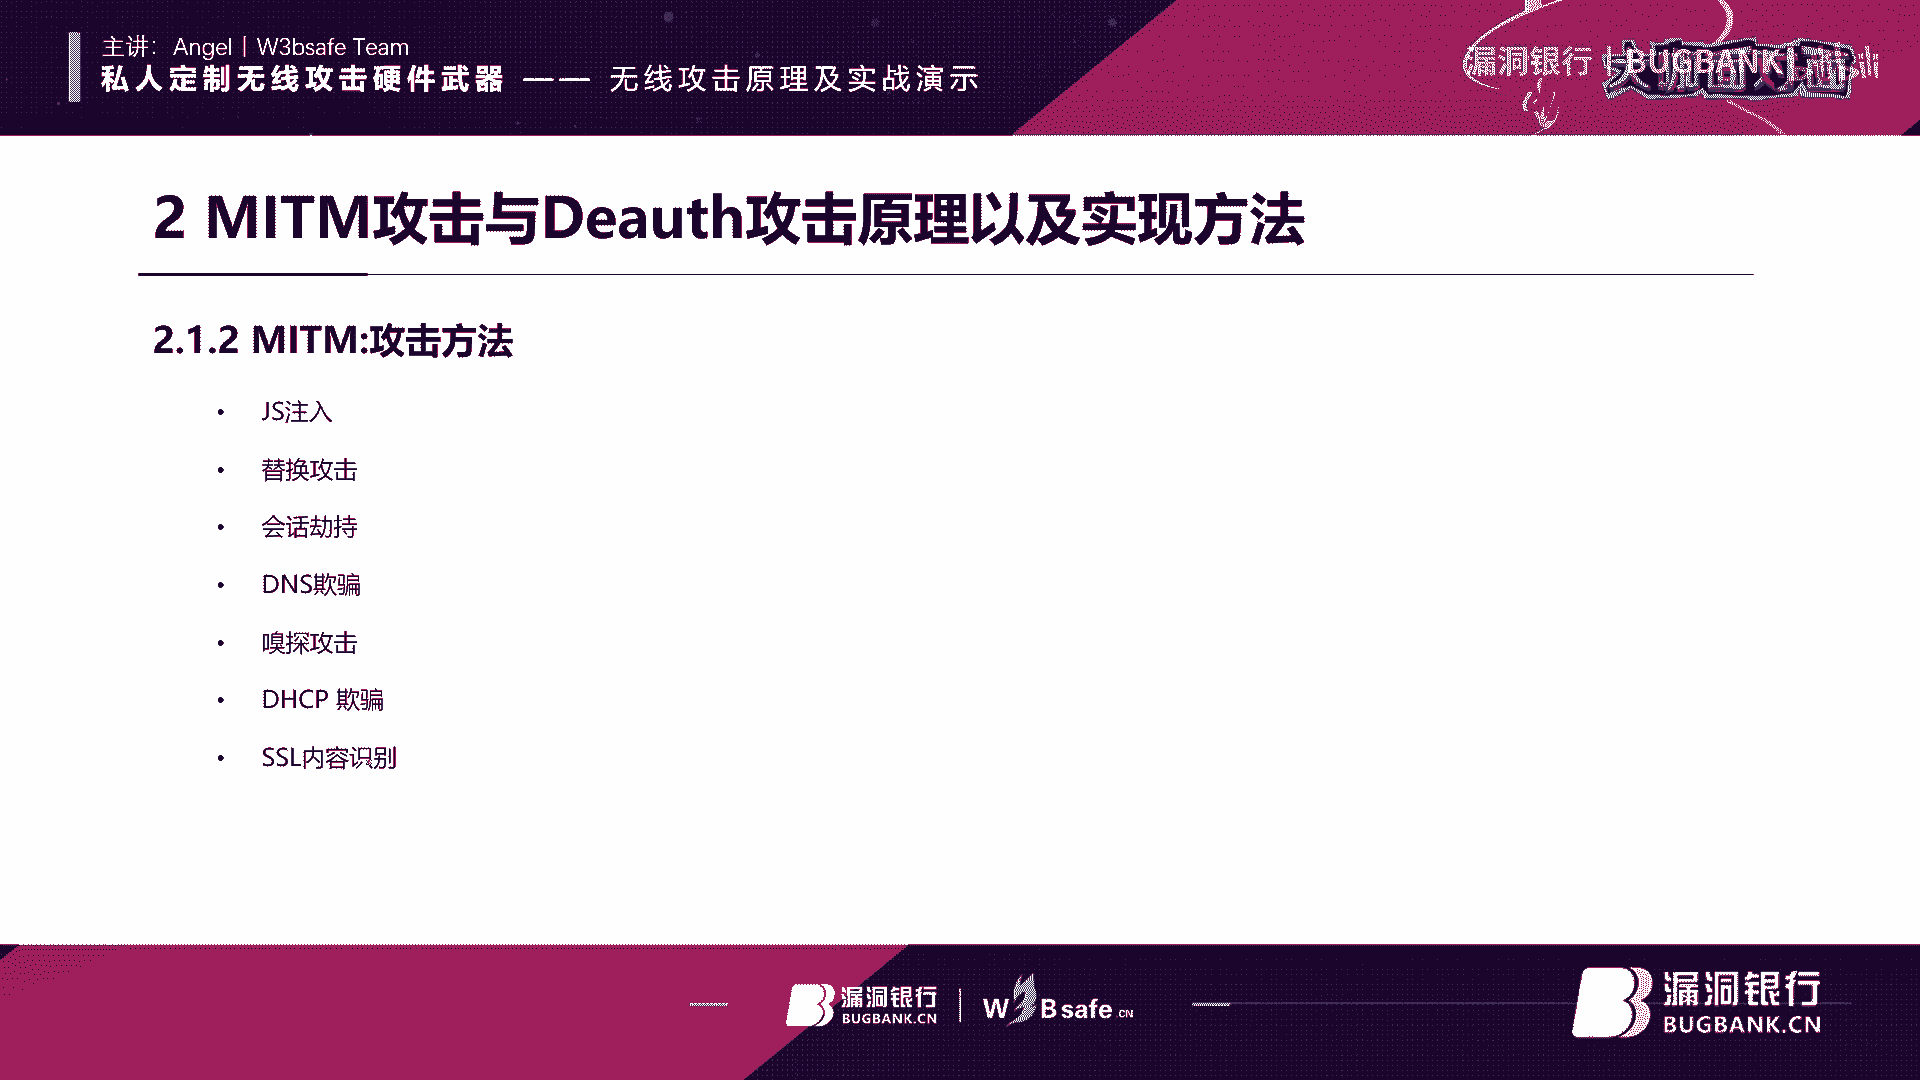 主讲：Angel | W3bsafe Team
私人定制无线攻击硬件武器 —— 无线攻击原理及实战演示
漏洞银行 BUGBANK
2 MITM攻击与Deauth攻击原理以及实现方法
2.1.2 MITM:攻击方法
• JS注入
• 替换攻击
• 会话劫持
• DNS欺骗
• 嗅探攻击
• DHCP 欺骗
• SSL内容识别
漏洞银行
BUGBANK.CN
W3Bsafe.CN
漏洞银行
BUGBANK.CN